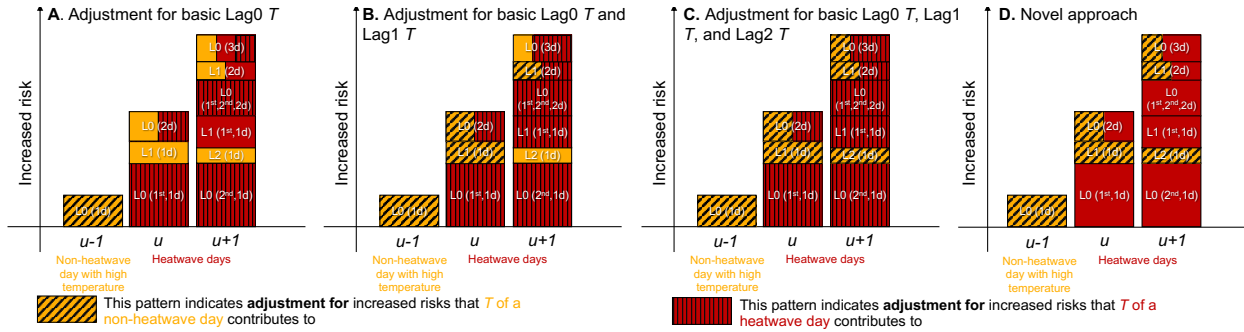 A. Adjustment for basic Lag0 T
Increased risk
L0 (3d)
L1 (2d)
L0
(1st,2nd,2d)
L0 (2d)
L1 (1st,1d)
L1 (1d)
L2 (1d)
L0 (1d)
L0 (1st,1d)
L0 (2nd,1d)
u-1
u
u+1
Non-heatwave
day with high
temperature
Heatwave days
B. Adjustment for basic Lag0 T and
Lag1 T
Increased risk
L0 (3d)
L1 (2d)
L0
(1st,2nd,2d)
L0 (2d)
L1 (1st,1d)
L1 (1d)
L2 (1d)
L0 (1d)
L0 (1st,1d)
L0 (2nd,1d)
u-1
u
u+1
Non-heatwave
day with high
temperature
Heatwave days
C. Adjustment for basic Lag0 T, Lag1
T, and Lag2 T
Increased risk
L0 (3d)
L1 (2d)
L0
(1st,2nd,2d)
L0 (2d)
L1 (1st,1d)
L1 (1d)
L2 (1d)
L0 (1d)
L0 (1st,1d)
L0 (2nd,1d)
u-1
u
u+1
Non-heatwave
day with high
temperature
Heatwave days
D. Novel approach
Increased risk
L0 (3d)
L1 (2d)
L0
(1st,2nd,2d)
L0 (2d)
L1 (1st,1d)
L1 (1d)
L2 (1d)
L0 (1d)
L0 (1st,1d)
L0 (2nd,1d)
u-1
u
u+1
Non-heatwave
day with high
temperature
Heatwave days
This pattern indicates adjustment for increased risks that T of a
non-heatwave day contributes to
This pattern indicates adjustment for increased risks that T of a
heatwave day contributes to